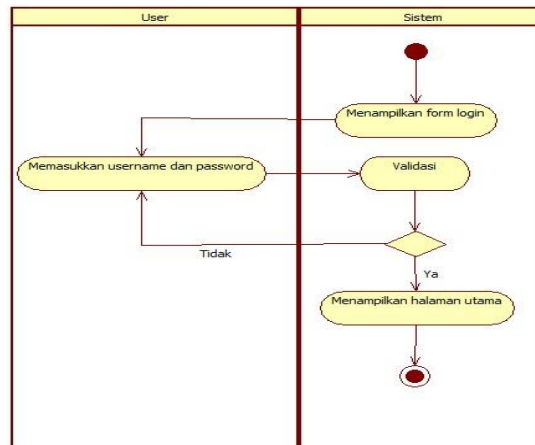 User
Sistem
Menampilkan form login
Memasukkan username dan password
Validasi
Tidak
Ya
Menampilkan halaman utama